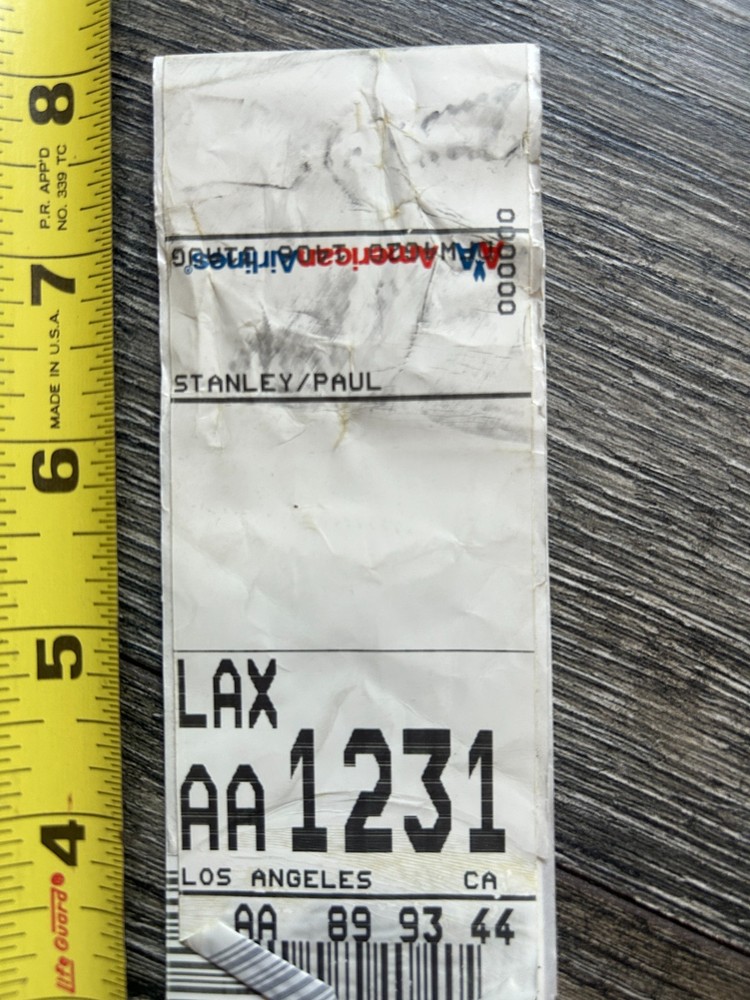 8
P.R. APP'D
NO. 339 TC
7
MADE IN U.S.A.
6
5
4
Life Guard
000000
AmericanAirlines®
AA
STANLEY/PAUL
LAX
AA 1231
LOS ANGELES CA
AA 89 93 44